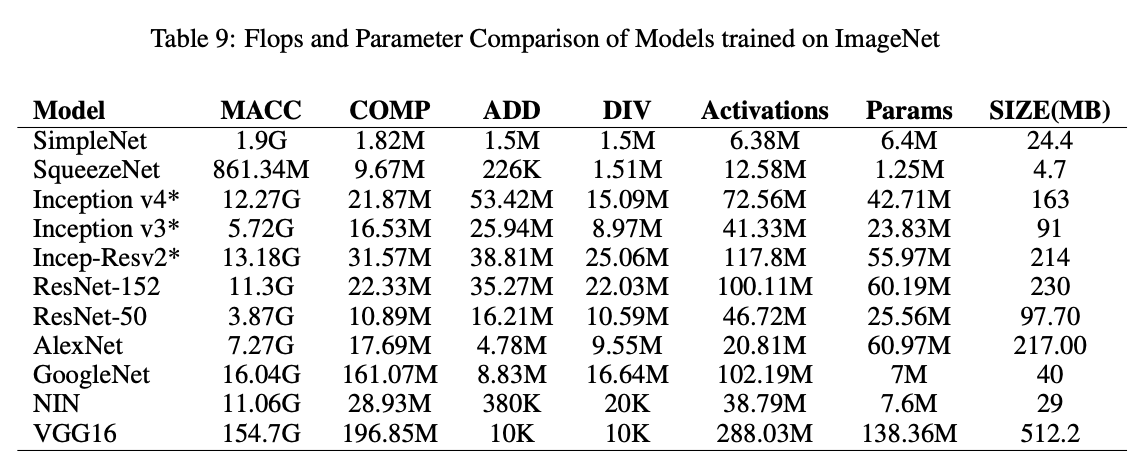 Table 9: Flops and Parameter Comparison of Models trained on ImageNet
Model MACC COMP ADD DIV Activations Params SIZE(MB)
SimpleNet 1.9G 1.82M 1.5M 1.5M 6.38M 6.4M 24.4
SqueezeNet 861.34M 9.67M 226K 1.51M 12.58M 1.25M 4.7
Inception v4* 12.27G 21.87M 53.42M 15.09M 72.56M 42.71M 163
Inception v3* 5.72G 16.53M 25.94M 8.97M 41.33M 23.83M 91
Incep-Resv2* 13.18G 31.57M 38.81M 25.06M 117.8M 55.97M 214
ResNet-152 11.3G 22.33M 35.27M 22.03M 100.11M 60.19M 230
ResNet-50 3.87G 10.89M 16.21M 10.59M 46.72M 25.56M 97.70
AlexNet 7.27G 17.69M 4.78M 9.55M 20.81M 60.97M 217.00
GoogleNet 16.04G 161.07M 8.83M 16.64M 102.19M 7M 40
NIN 11.06G 28.93M 380K 20K 38.79M 7.6M 29
VGG16 154.7G 196.85M 10K 10K 288.03M 138.36M 512.2